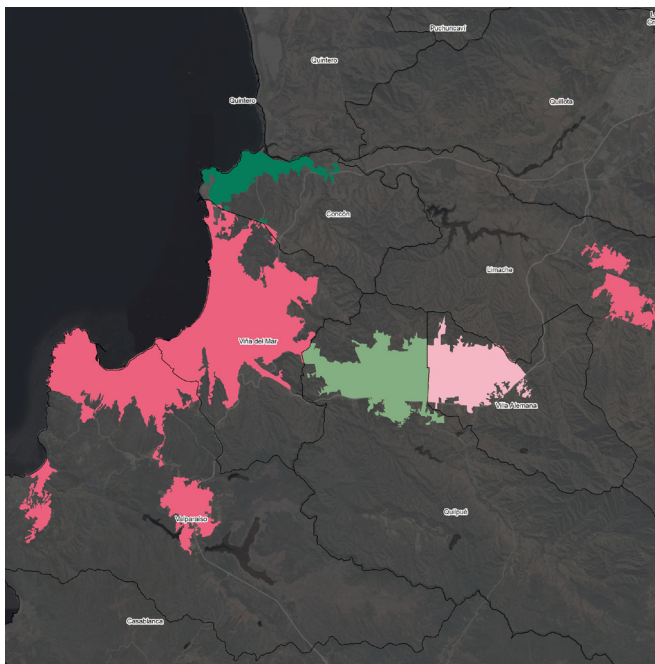 Puchuncaví
Quintero
Quintero
Quillota
Concón
Limache
Viña del Mar
Villa Alemana
Quilpué
Valparaíso
Casablanca